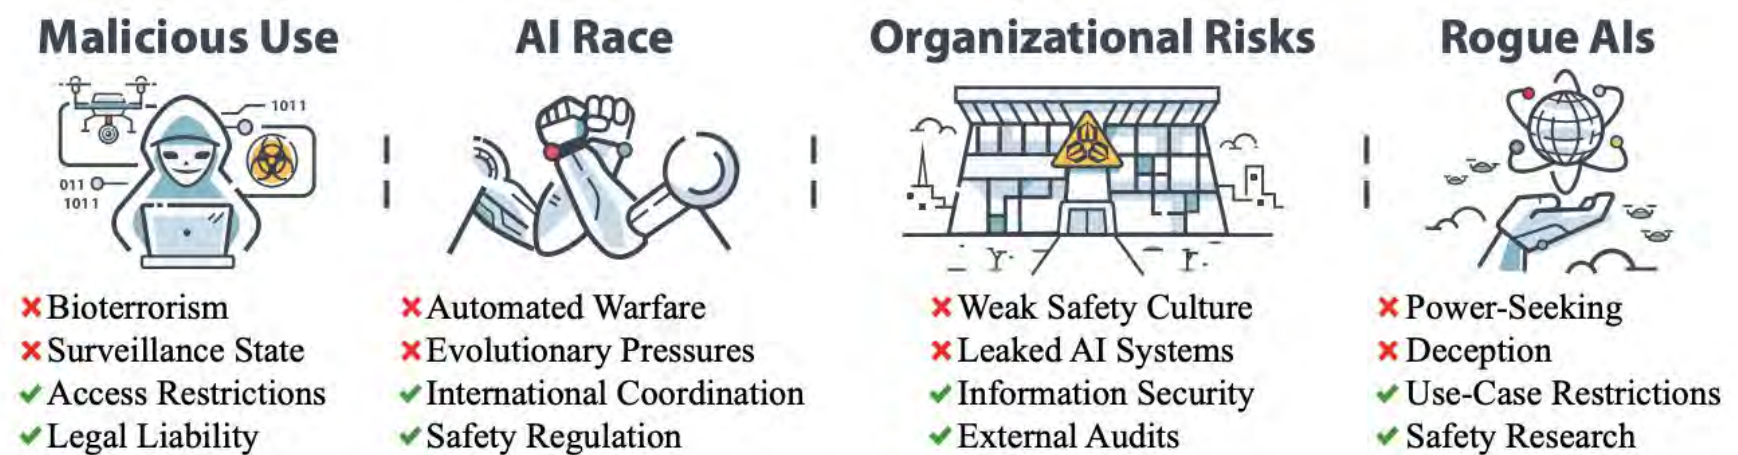 Malicious Use
AI Race
Organizational Risks
Rogue AIs
1011
011
1011
Bioterrorism
Surveillance State
Access Restrictions
Legal Liability
Automated Warfare
Evolutionary Pressures
International Coordination
Safety Regulation
Weak Safety Culture
Leaked AI Systems
Information Security
External Audits
Power-Seeking
Deception
Use-Case Restrictions
Safety Research